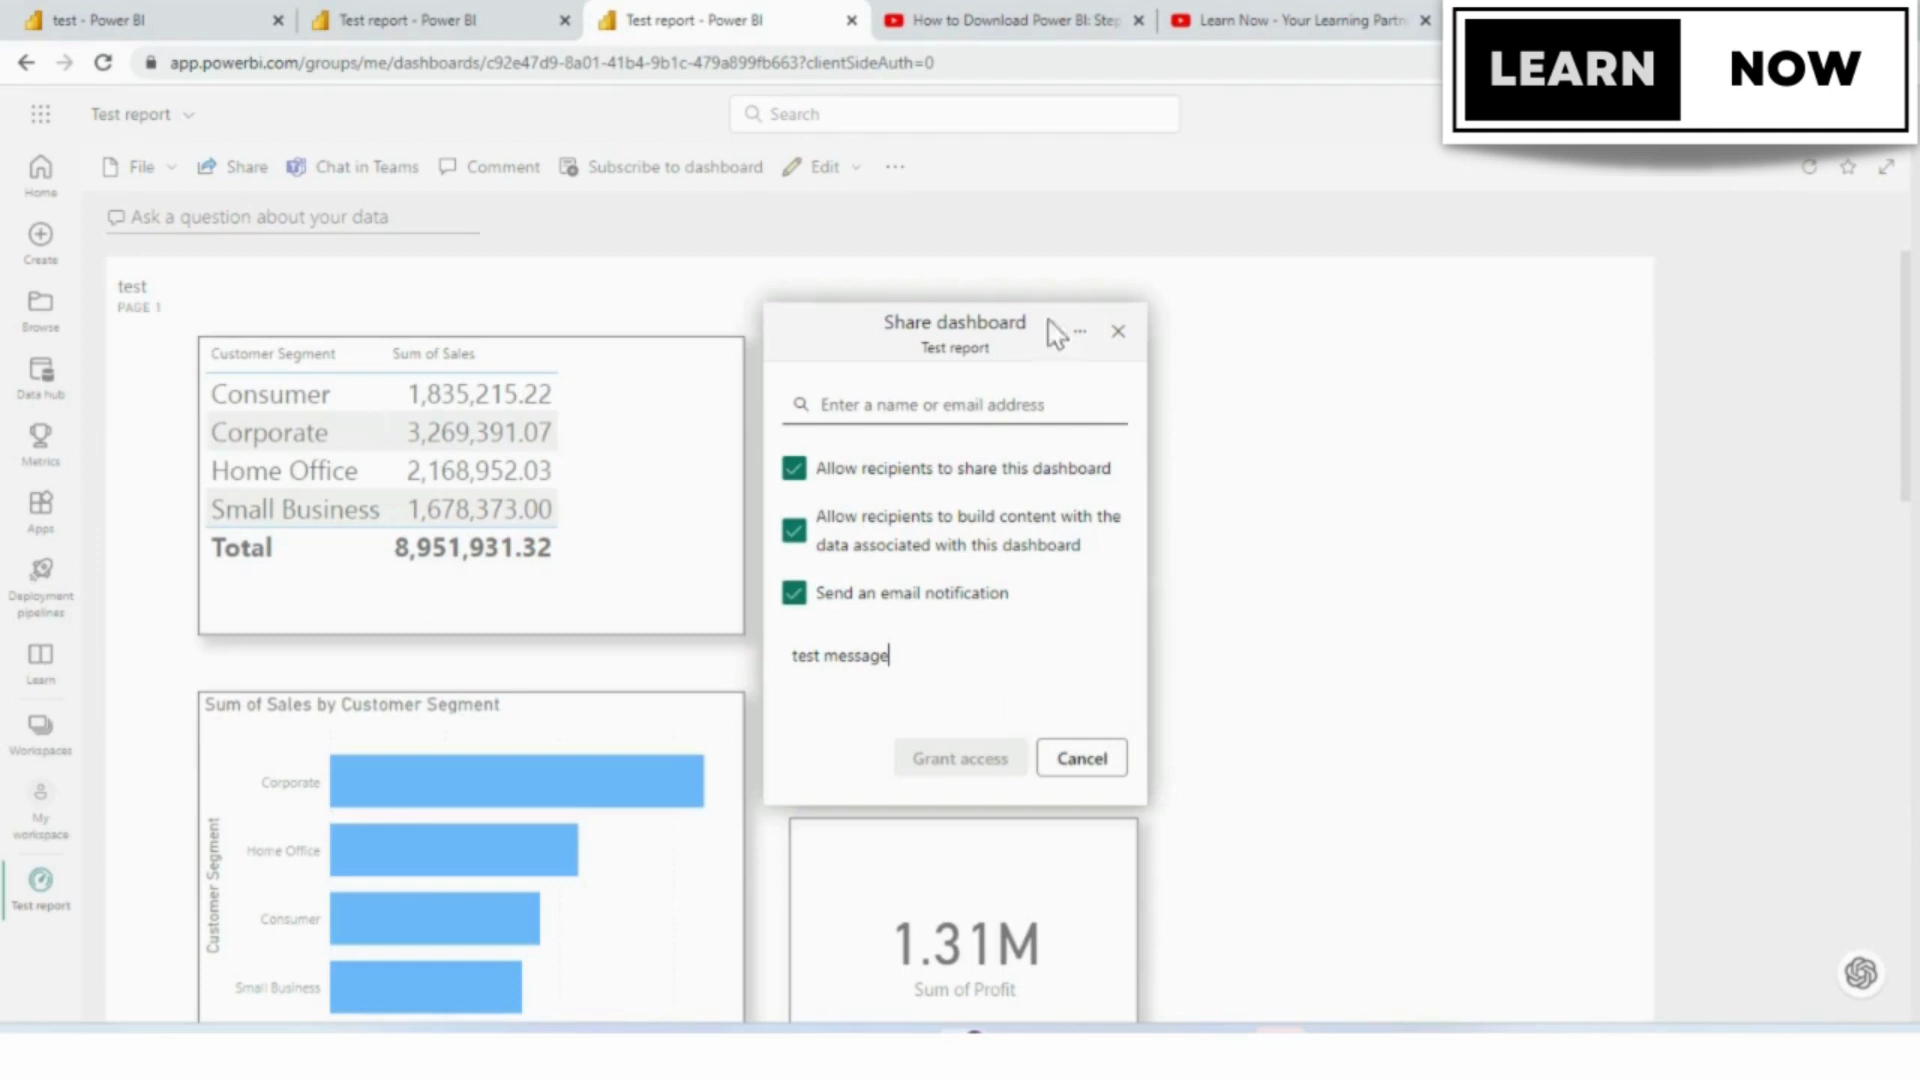 test - Power BI
Test report - Power BI
Test report - Power BI
How to Download Power BI: Step
Learn Now - Your Learning Partn
LEARN NOW
app.powerbi.com/groups/me/dashboards/c92e47d9-8a01-41b4-9b1c-479a899fb663?clientSideAuth=0
Test report
Search
File
Share
Chat in Teams
Comment
Subscribe to dashboard
Edit
Home
Create
Browse
Data hub
Metrics
Apps
Deployment
pipelines
Learn
Workspaces
My
workspace
Test report
Ask a question about your data
test
PAGE 1
Customer Segment Sum of Sales
Consumer 1,835,215.22
Corporate 3,269,391.07
Home Office 2,168,952.03
Small Business 1,678,373.00
Total 8,951,931.32
Sum of Sales by Customer Segment
Customer Segment
Corporate
Home Office
Consumer
Small Business
Share dashboard
Test report
Enter a name or email address
Allow recipients to share this dashboard
Allow recipients to build content with the
data associated with this dashboard
Send an email notification
test message
Grant access
Cancel
1.31M
Sum of Profit